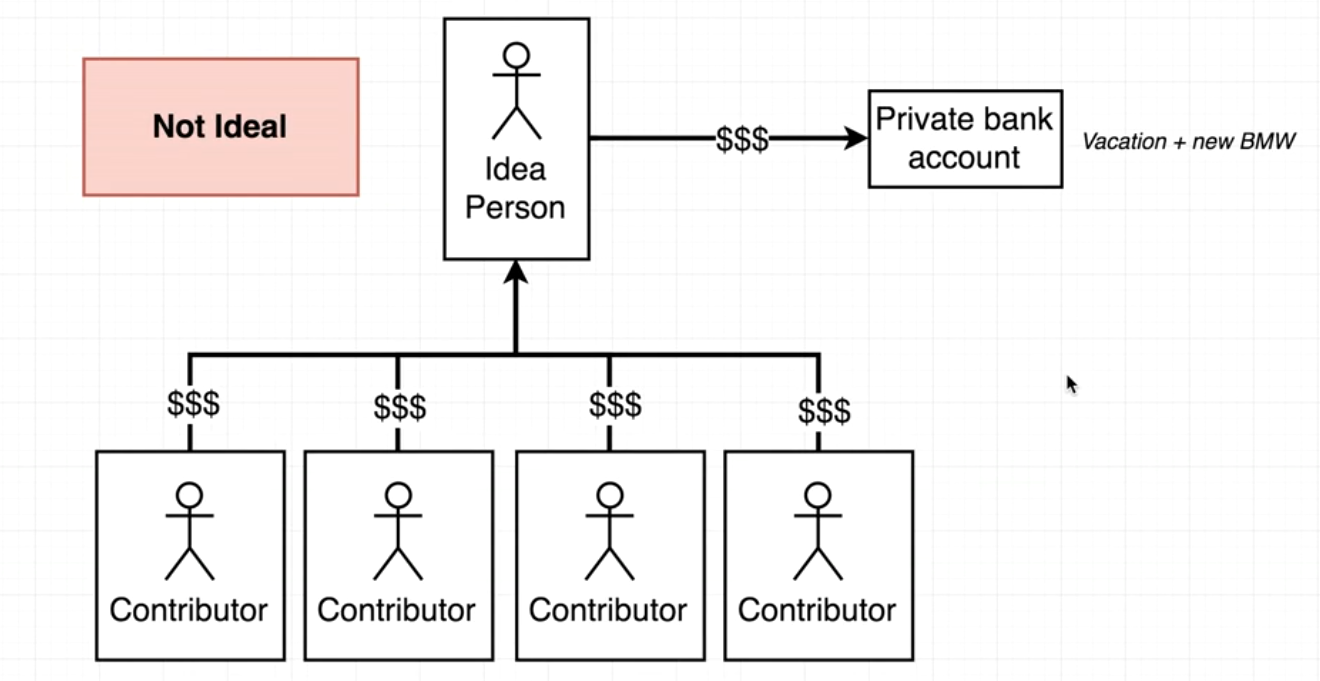 Not Ideal
Idea
Person
$$$
Private bank
account
Vacation + new BMW
$$$
$$$
$$$
$$$
Contributor
Contributor
Contributor
Contributor